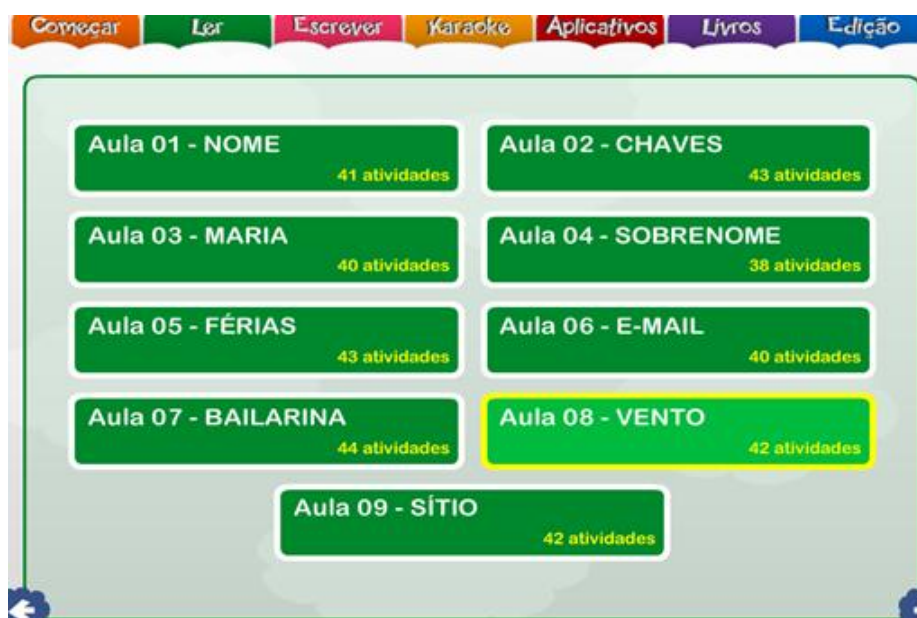 Começar Ler Escrever Karaoke Aplicativos Livros Edição
Aula 01 - NOME
41 atividades
Aula 02 - CHAVES
43 atividades
Aula 03 - MARIA
40 atividades
Aula 04 - SOBRENOME
38 atividades
Aula 05 - FÉRIAS
43 atividades
Aula 06 - E-MAIL
40 atividades
Aula 07 - BAILARINA
44 atividades
Aula 08 - VENTO
42 atividades
Aula 09 - SÍTIO
42 atividades